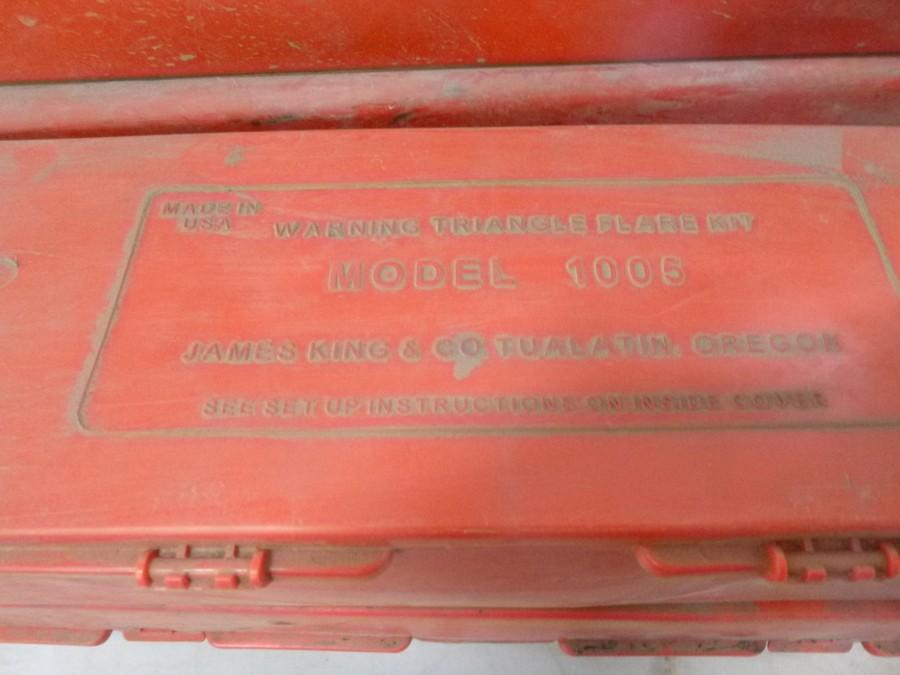 MADE IN
USA
WARNING TRIANGLE FLARE KIT
MODEL 1005
JAMES KING & CO TUALATIN, OREGON
SEE SET UP INSTRUCTIONS ON INSIDE COVER